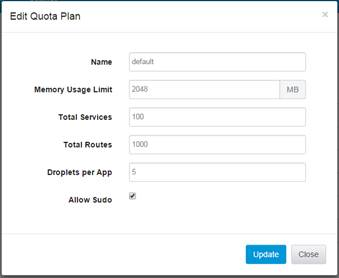 Edit Quota Plan ×
Name default
Memory Usage Limit 2048 MB
Total Services 100
Total Routes 1000
Droplets per App 5
Allow Sudo
Update Close